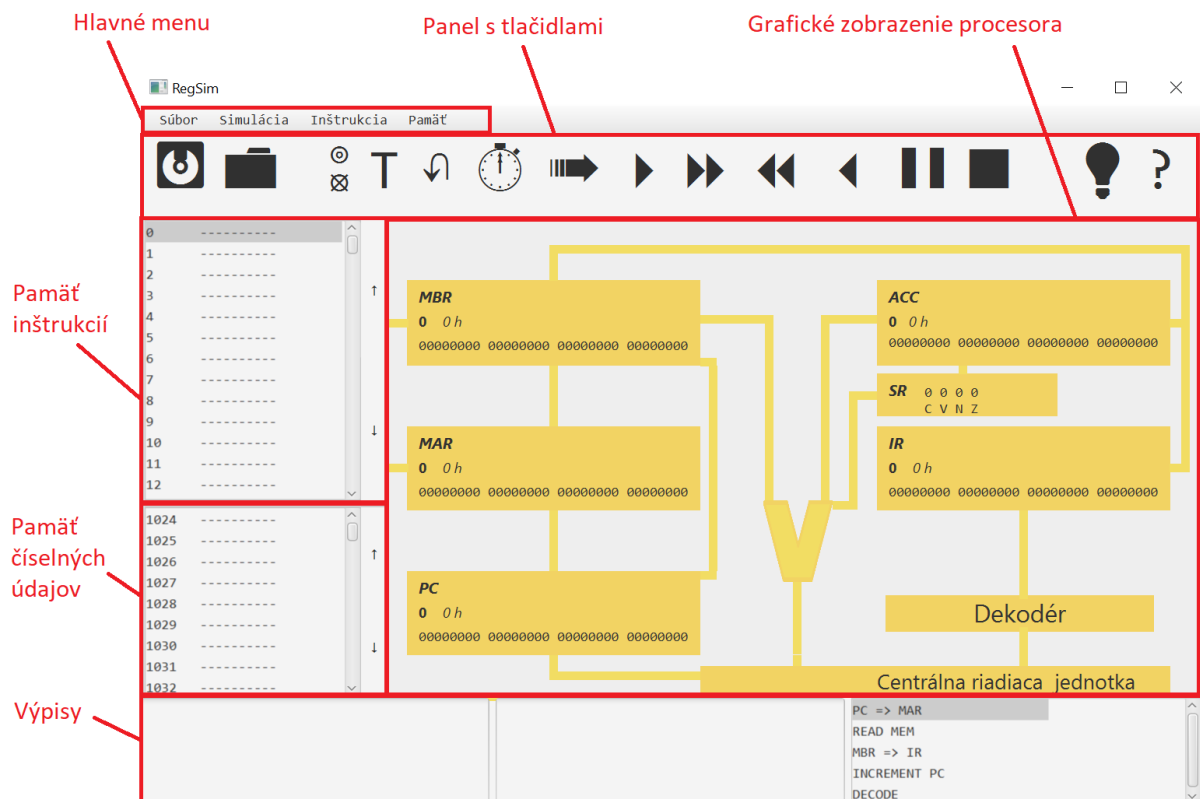 Hlavné menu
Panel s tlačidlami
Grafické zobrazenie procesora
RegSim
Súbor Simulácia Inštrukcia Pamäť
T ?
Pamäť
inštrukcií
0 ----------
1 ----------
2 ----------
3 ----------
4 ----------
5 ----------
6 ----------
7 ----------
8 ----------
9 ----------
10 ----------
11 ----------
12 ----------
↑
↓
MBR
0 0 h
00000000 00000000 00000000 00000000
ACC
0 0 h
00000000 00000000 00000000 00000000
SR 0 0 0 0
C V N Z
MAR
0 0 h
00000000 00000000 00000000 00000000
IR
0 0 h
00000000 00000000 00000000 00000000
Pamäť
číselných
údajov
1024 ----------
1025 ----------
1026 ----------
1027 ----------
1028 ----------
1029 ----------
1030 ----------
1031 ----------
1032 ----------
↑
↓
PC
0 0 h
00000000 00000000 00000000 00000000
Dekodér
Centrálna riadiaca jednotka
Výpisy
PC => MAR
READ MEM
MBR => IR
INCREMENT PC
DECODE